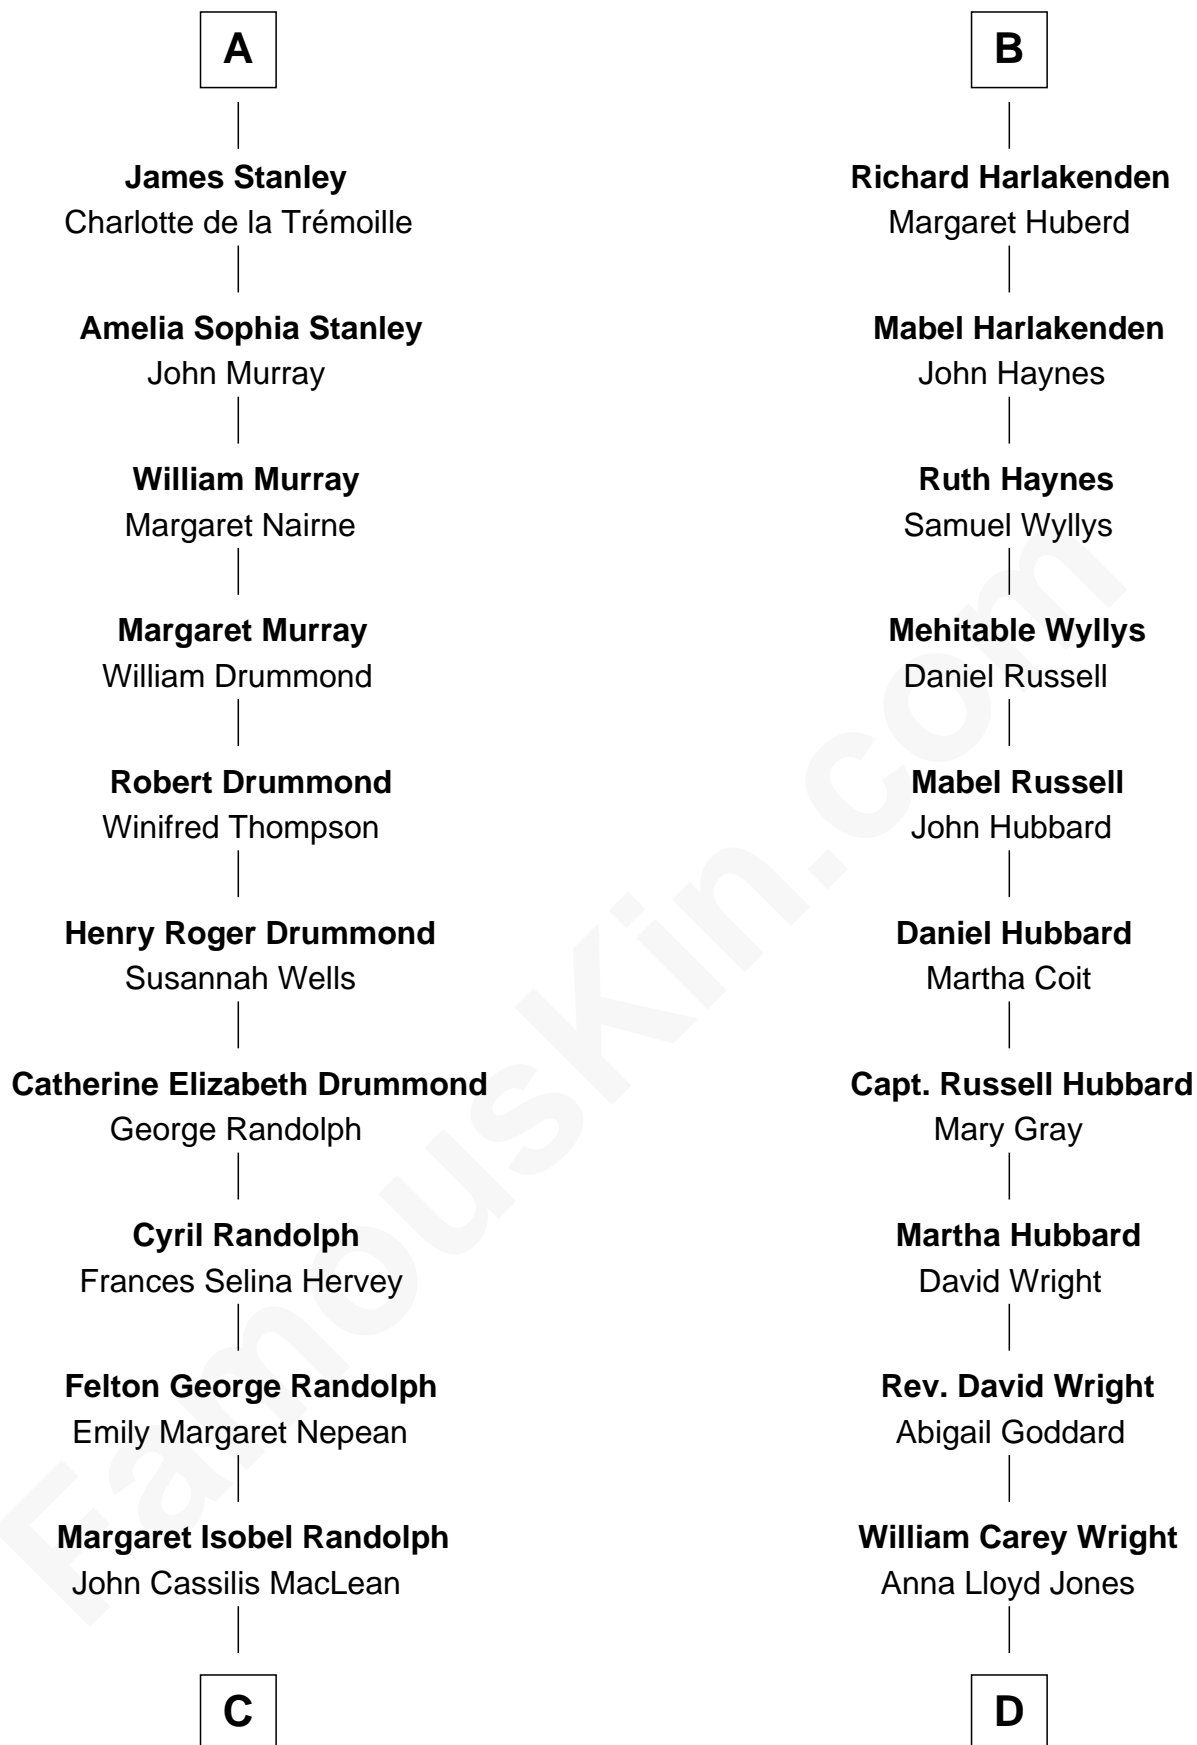 A
James Stanley
Charlotte de la Trémoille
Amelia Sophia Stanley
John Murray
William Murray
Margaret Nairne
Margaret Murray
William Drummond
Robert Drummond
Winifred Thompson
Henry Roger Drummond
Susannah Wells
Catherine Elizabeth Drummond
George Randolph
Cyril Randolph
Frances Selina Hervey
Felton George Randolph
Emily Margaret Nepean
Margaret Isobel Randolph
John Cassilis MacLean
C
B
Richard Harlakenden
Margaret Huberd
Mabel Harlakenden
John Haynes
Ruth Haynes
Samuel Wyllys
Mehitable Wyllys
Daniel Russell
Mabel Russell
John Hubbard
Daniel Hubbard
Martha Coit
Capt. Russell Hubbard
Mary Gray
Martha Hubbard
David Wright
Rev. David Wright
Abigail Goddard
William Carey Wright
Anna Lloyd Jones
D
FamousKin.com